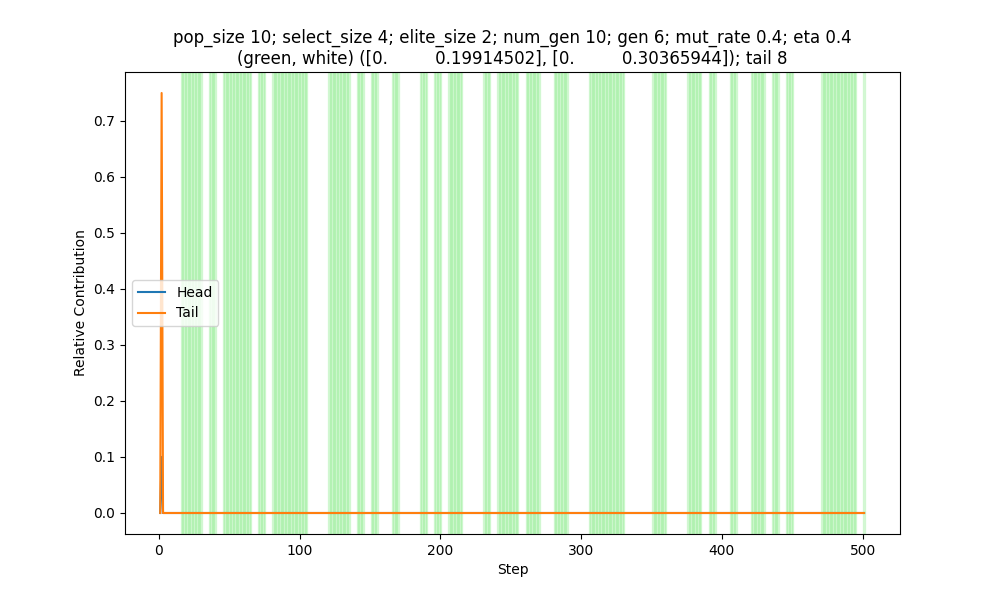 pop_size 10; select_size 4; elite_size 2; num_gen 10; gen 6; mut_rate 0.4; eta 0.4
(green, white) ([0.         0.19914502], [0.         0.30365944]); tail 8
Relative Contribution
0.7
0.6
0.5
0.4
0.3
0.2
0.1
0.0
Head
Tail
0 100 200 300 400 500
Step